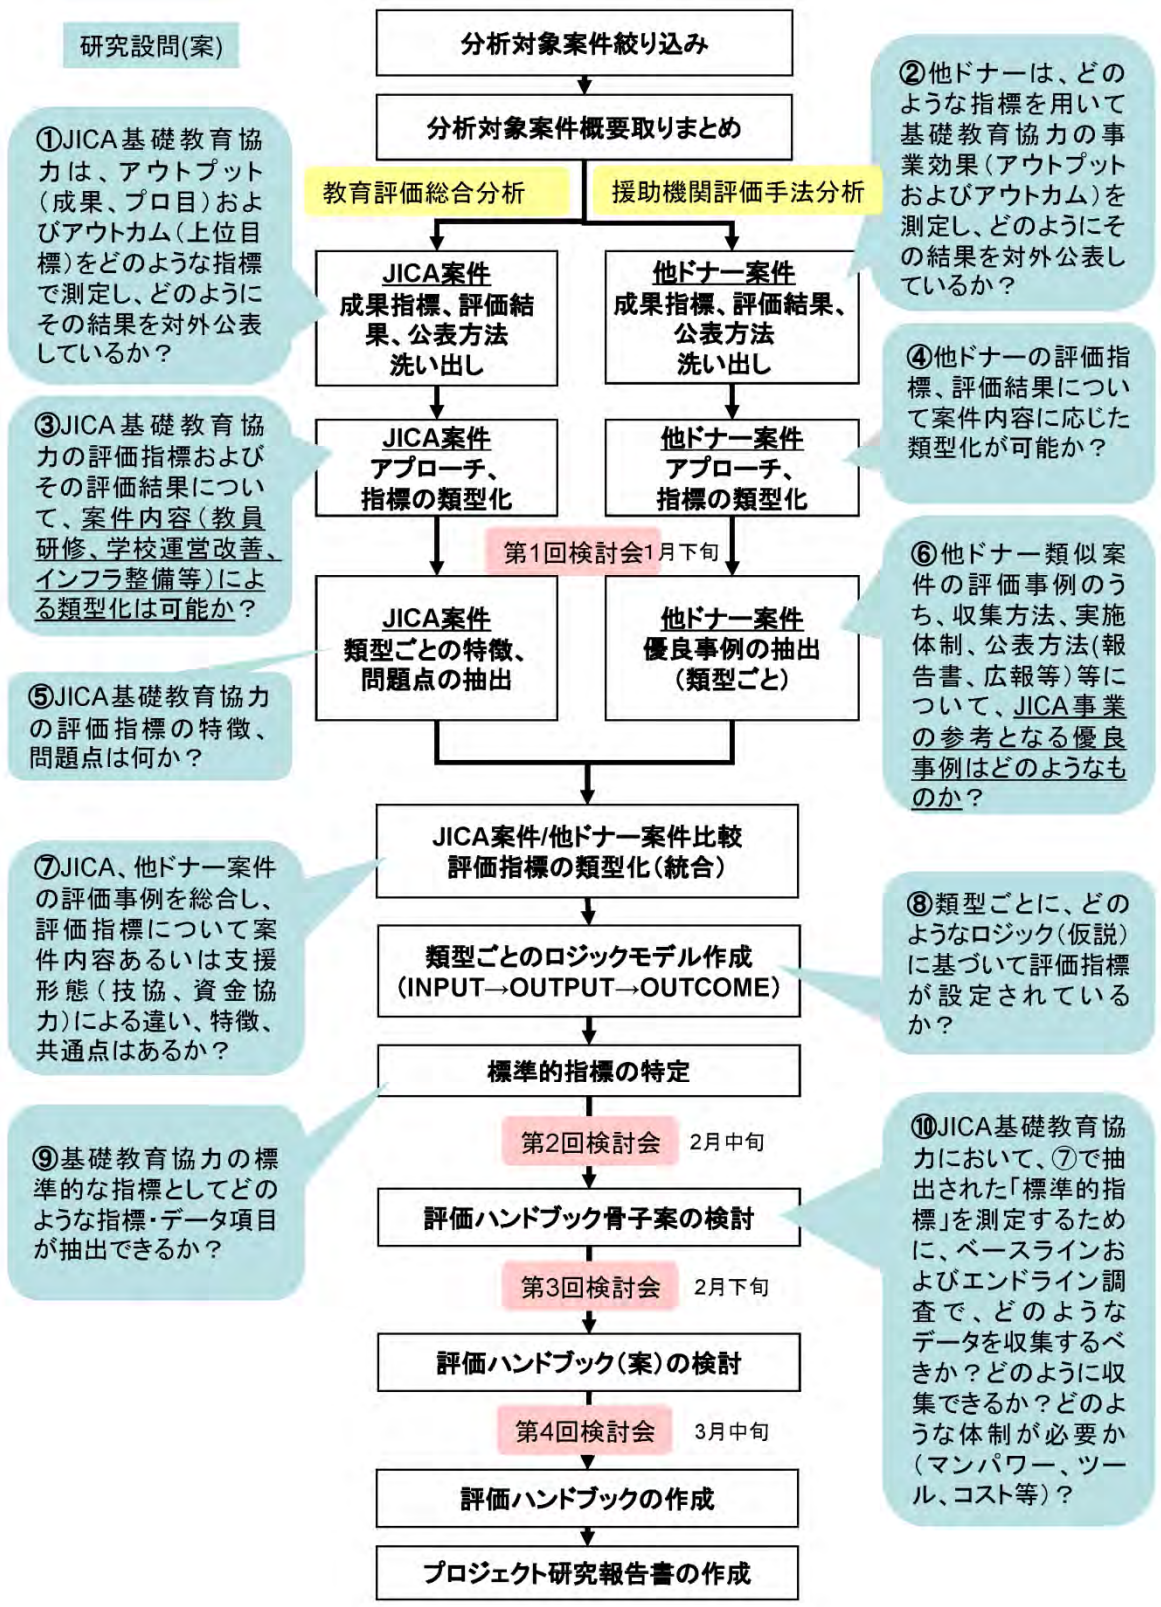 研究設問(案)
分析対象案件絞り込み
分析対象案件概要取りまとめ
①JICA基礎教育協
力は、アウトプット
(成果、プロ目)およ
びアウトカム(上位目
標)をどのような指標
で測定し、どのように
その結果を対外公表
しているか？
②他ドナーは、どの
ような指標を用いて
基礎教育協力の事
業効果(アウトプット
およびアウトカム)を
測定し、どのようにそ
の結果を対外公表し
ているか？
教育評価総合分析
援助機関評価手法分析
JICA案件
成果指標、評価結
果、公表方法
洗い出し
他ドナー案件
成果指標、評価結果、
公表方法
洗い出し
③JICA基礎教育協
力の評価指標および
その評価結果につい
て、案件内容(教員
研修、学校運営改善、
インフラ整備等)によ
る類型化は可能か？
④他ドナーの評価指
標、評価結果につい
て案件内容に応じた
類型化が可能か？
JICA案件
アプローチ、
指標の類型化
他ドナー案件
アプローチ、
指標の類型化
第1回検討会
1月下旬
⑤JICA基礎教育協力
の評価指標の特徴、
問題点は何か？
JICA案件
類型ごとの特徴、
問題点の抽出
他ドナー案件
優良事例の抽出
(類型ごと)
⑥他ドナー類似案
件の評価事例のう
ち、収集方法、実施
体制、公表方法(報
告書、広報等)等に
ついて、JICA事業
の参考となる優良
事例はどのようなも
のか？
JICA案件/他ドナー案件比較
評価指標の類型化(統合)
⑦JICA、他ドナー案件
の評価事例を総合し、
評価指標について案
件内容あるいは支援
形態(技協、資金協
力)による違い、特徴、
共通点はあるか？
類型ごとのロジックモデル作成
(INPUT→OUTPUT→OUTCOME)
⑧類型ごとに、どの
ようなロジック(仮説)
に基づいて評価指標
が設定されている
か？
標準的指標の特定
⑨基礎教育協力の標
準的な指標としてどの
ような指標・データ項目
が抽出できるか？
第2回検討会
2月中旬
評価ハンドブック骨子案の検討
⑩JICA基礎教育協
力において、⑦で抽
出された「標準的指
標」を測定するため
に、ベースラインお
よびエンドライン調
査で、どのような
データを収集するべ
きか？どのように収
集できるか？どのよ
うな体制が必要か
(マンパワー、ツー
ル、コスト等)？
第3回検討会
2月下旬
評価ハンドブック(案)の検討
第4回検討会
3月中旬
評価ハンドブックの作成
プロジェクト研究報告書の作成